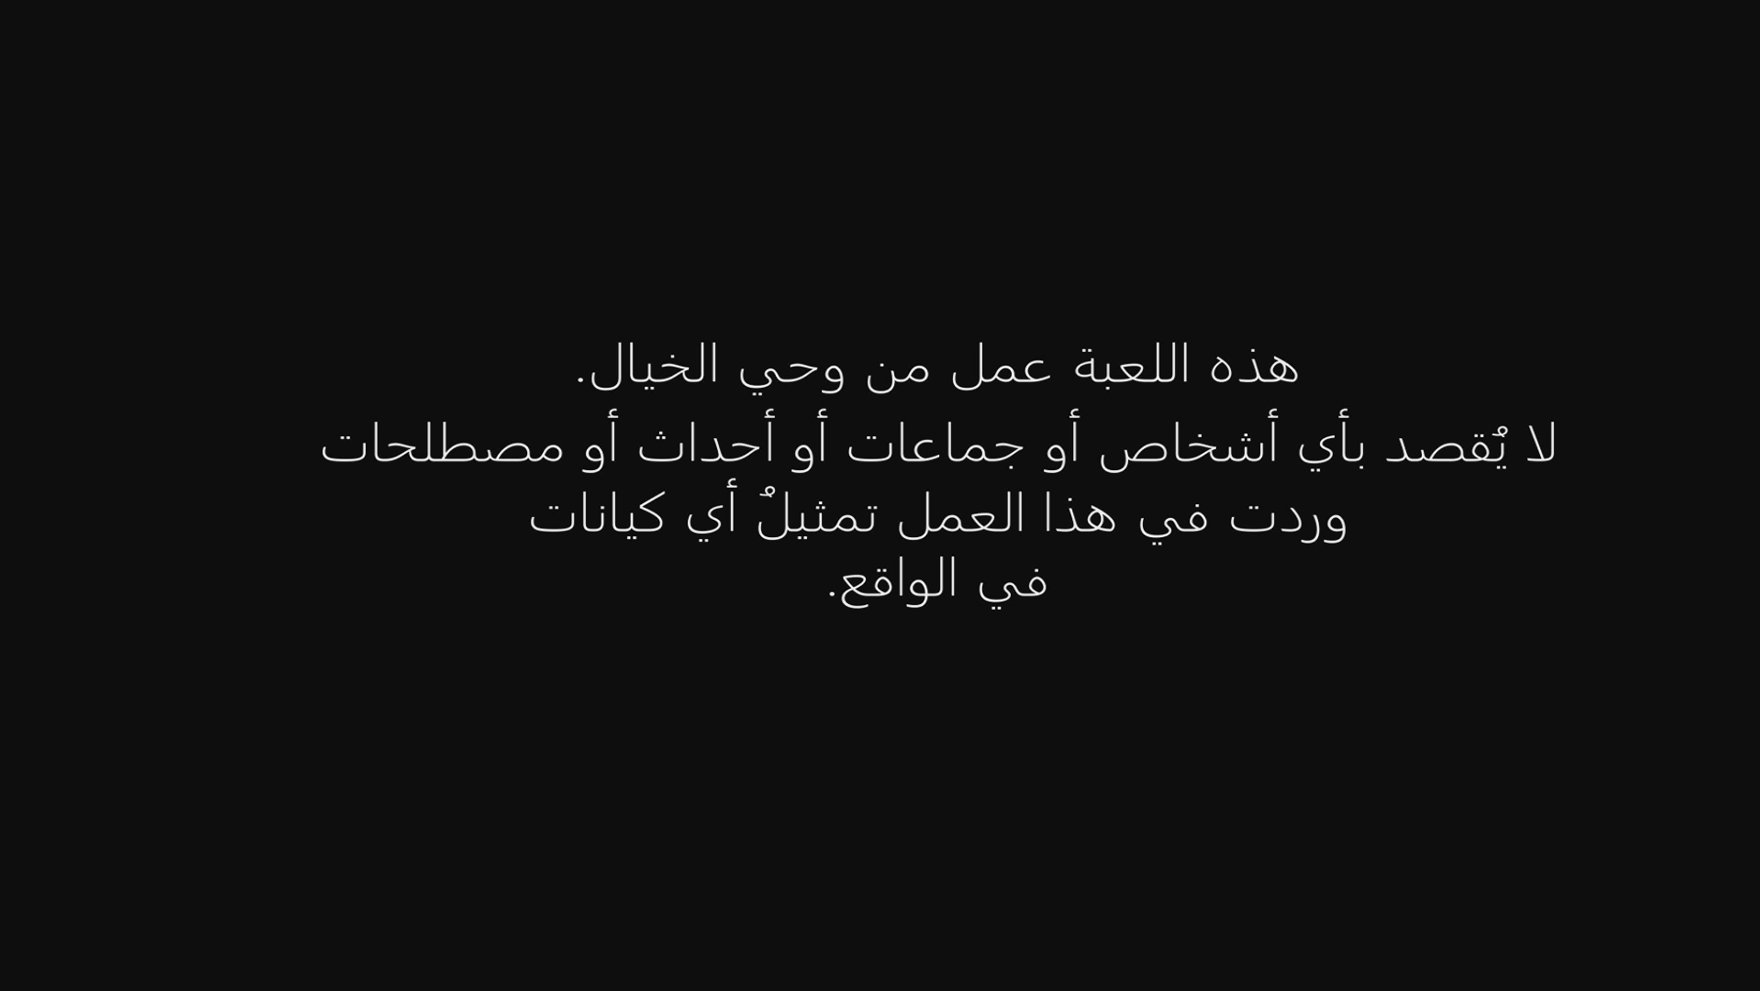 هذه اللعبة عمل من وحي الخيال.
لا يُقصد بأي أشخاص أو جماعات أو أحداث أو مصطلحات
وردت في هذا العمل تمثيلُ أي كيانات
في الواقع.